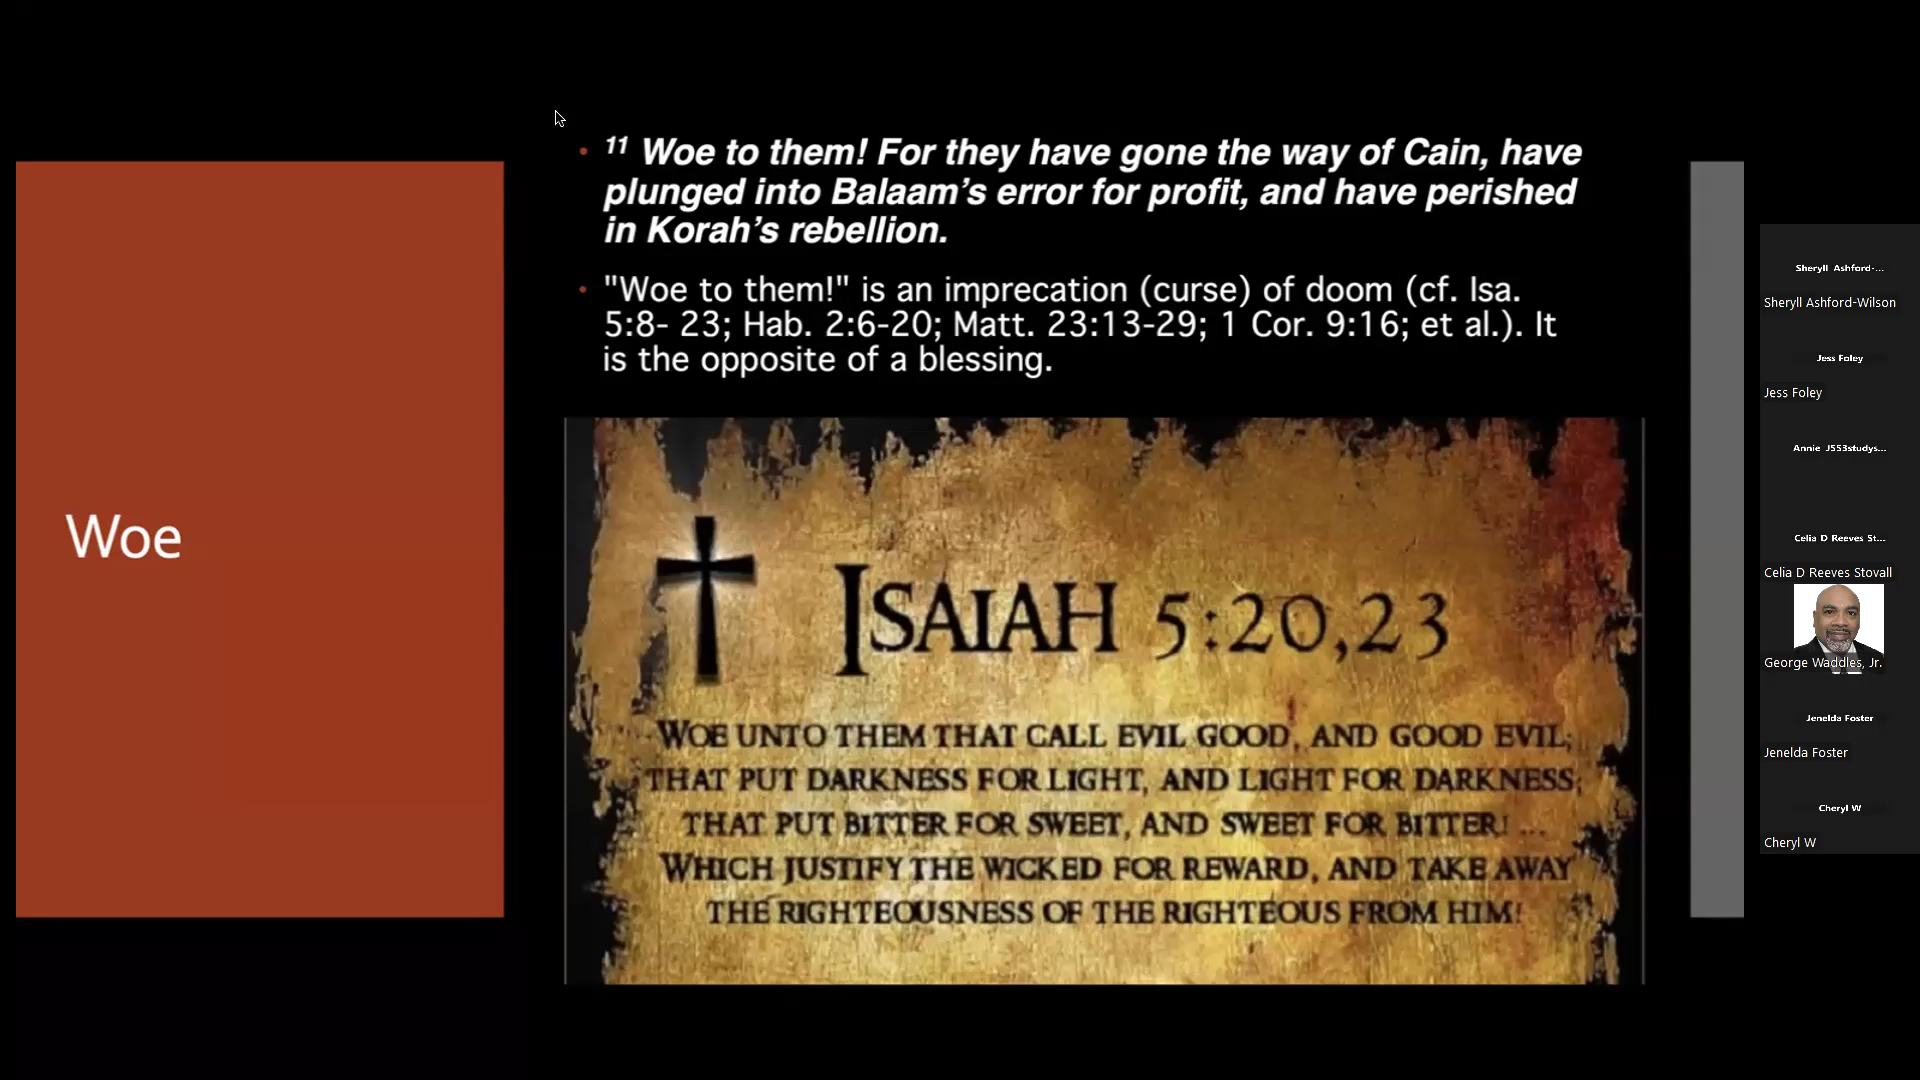 Woe
• ¹¹ Woe to them! For they have gone the way of Cain, have
plunged into Balaam's error for profit, and have perished
in Korah's rebellion.
• "Woe to them!" is an imprecation (curse) of doom (cf. Isa.
5:8- 23; Hab. 2:6-20; Matt. 23:13-29; 1 Cor. 9:16; et al.). It
is the opposite of a blessing.
ISAIAH 5:20,23
WOE UNTO THEM THAT CALL EVIL GOOD, AND GOOD EVIL;
THAT PUT DARKNESS FOR LIGHT, AND LIGHT FOR DARKNESS;
THAT PUT BITTER FOR SWEET, AND SWEET FOR BITTER! ...
WHICH JUSTIFY THE WICKED FOR REWARD, AND TAKE AWAY
THE RIGHTEOUSNESS OF THE RIGHTEOUS FROM HIM!
Sheryll Ashford-...
Sheryll Ashford-Wilson
Jess Foley
Jess Foley
Annie J553studys...
Celia D Reeves St...
Celia D Reeves Stovall
George Waddles, Jr.
Jenelda Foster
Jenelda Foster
Cheryl W
Cheryl W